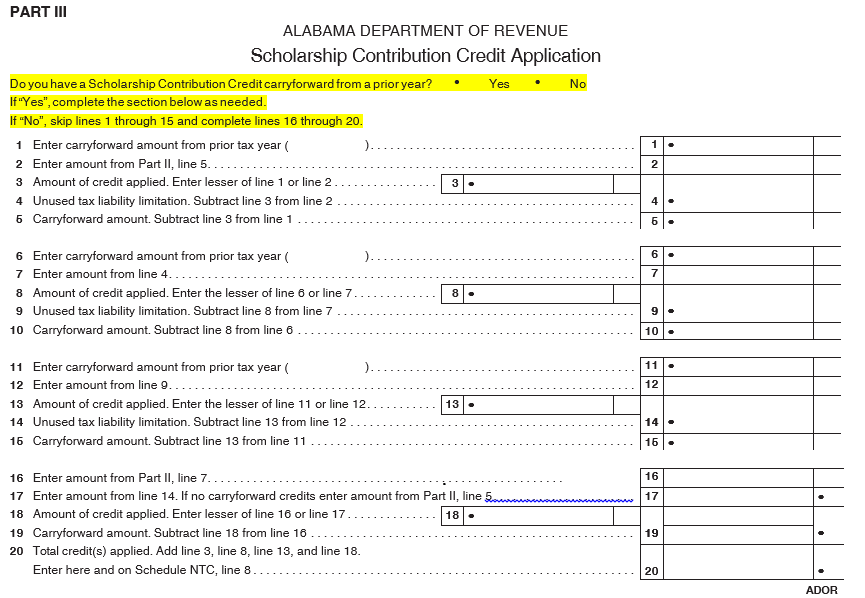 PART III
ALABAMA DEPARTMENT OF REVENUE
Scholarship Contribution Credit Application
Do you have a Scholarship Contribution Credit carryforward from a prior year? • Yes • No
If “Yes”, complete the section below as needed.
If “No”, skip lines 1 through 15 and complete lines 16 through 20.
1 Enter carryforward amount from prior tax year ( ). . . . . . . . . . . . . . . . . . . . 1 •
2 Enter amount from Part II, line 5. . . . . . . . . . . . . . . . . . . . 2
3 Amount of credit applied. Enter lesser of line 1 or line 2 . . . . . . . . . . . . . . . 3 •
4 Unused tax liability limitation. Subtract line 3 from line 2 . . . . . . . . . . . . . . . . . . . . 4 •
5 Carryforward amount. Subtract line 3 from line 1 . . . . . . . . . . . . . . . . . . . . 5 •
6 Enter carryforward amount from prior tax year ( ). . . . . . . . . . . . . . . . . . . . 6 •
7 Enter amount from line 4. . . . . . . . . . . . . . . . . . . . 7
8 Amount of credit applied. Enter the lesser of line 6 or line 7 . . . . . . . . . . . . 8 •
9 Unused tax liability limitation. Subtract line 8 from line 7 . . . . . . . . . . . . . . . . . . . . 9 •
10 Carryforward amount. Subtract line 8 from line 6 . . . . . . . . . . . . . . . . . . . . 10 •
11 Enter carryforward amount from prior tax year ( ). . . . . . . . . . . . . . . . . . . . 11 •
12 Enter amount from line 9. . . . . . . . . . . . . . . . . . . . 12
13 Amount of credit applied. Enter the lesser of line 11 or line 12. . . . . . . . . . 13 •
14 Unused tax liability limitation. Subtract line 13 from line 12 . . . . . . . . . . . . . . . . . . . . 14 •
15 Carryforward amount. Subtract line 13 from line 11 . . . . . . . . . . . . . . . . . . . . 15 •
16 Enter amount from Part II, line 7. . . . . . . . . . . . . . . . . . . . 16
17 Enter amount from line 14. If no carryforward credits enter amount from Part II, line 5 17 •
18 Amount of credit applied. Enter lesser of line 16 or line 17. . . . . . . . . . . . . 18 •
19 Carryforward amount. Subtract line 18 from line 16 . . . . . . . . . . . . . . . . . . . . 19 •
20 Total credit(s) applied. Add line 3, line 8, line 13, and line 18.
Enter here and on Schedule NTC, line 8 . . . . . . . . . . . . . . . . . . . . 20 •
ADOR